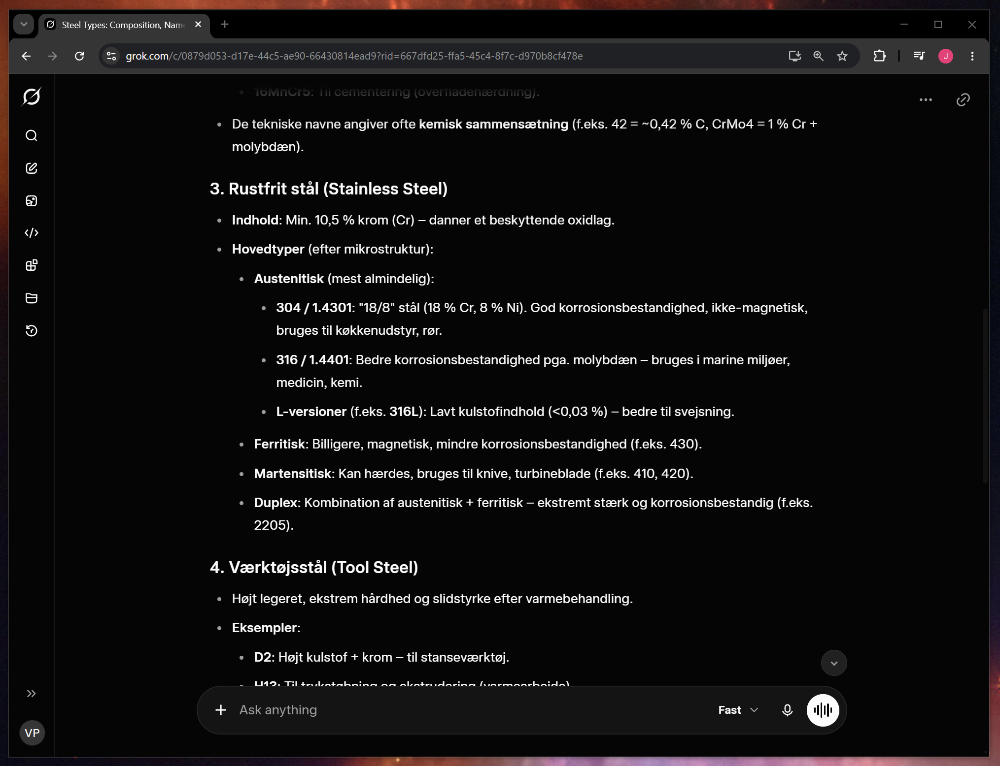 Steel Types: Composition, Name
grok.com/c/0879d053-d17e-44c5-ae90-66430814ead9?rid=667dfd25-ffa5-45c4-8f7c-d970b8cf478e
J
16MnCr5: Til cementering (overfladehærdning).
De tekniske navne angiver ofte kemisk sammensætning (f.eks. 42 = ~0,42 % C, CrMo4 = 1 % Cr +
molybdæn).
3. Rustfrit stål (Stainless Steel)
Indhold: Min. 10,5 % krom (Cr) – danner et beskyttende oxidlag.
Hovedtyper (efter mikrostruktur):
Austenitisk (mest almindelig):
304 / 1.4301: "18/8" stål (18 % Cr, 8 % Ni). God korrosionsbestandighed, ikke-magnetisk,
bruges til køkkenudstyr, rør.
316 / 1.4401: Bedre korrosionsbestandighed pga. molybdæn – bruges i marine miljøer,
medicin, kemi.
L-versioner (f.eks. 316L): Lavt kulstofindhold (<0,03 %) – bedre til svejsning.
Ferritisk: Billigere, magnetisk, mindre korrosionsbestandighed (f.eks. 430).
Martensitisk: Kan hærdes, bruges til knive, turbineblade (f.eks. 410, 420).
Duplex: Kombination af austenitisk + ferritisk – ekstremt stærk og korrosionsbestandig (f.eks.
2205).
4. Værktøjsstål (Tool Steel)
Højt legeret, ekstrem hårdhed og slidstyrke efter varmebehandling.
Eksempler:
D2: Højt kulstof + krom – til stanseværktøj.
H13: Til trykstøbning og ekstrudering (varmearbejde)
Ask anything
Fast
VP